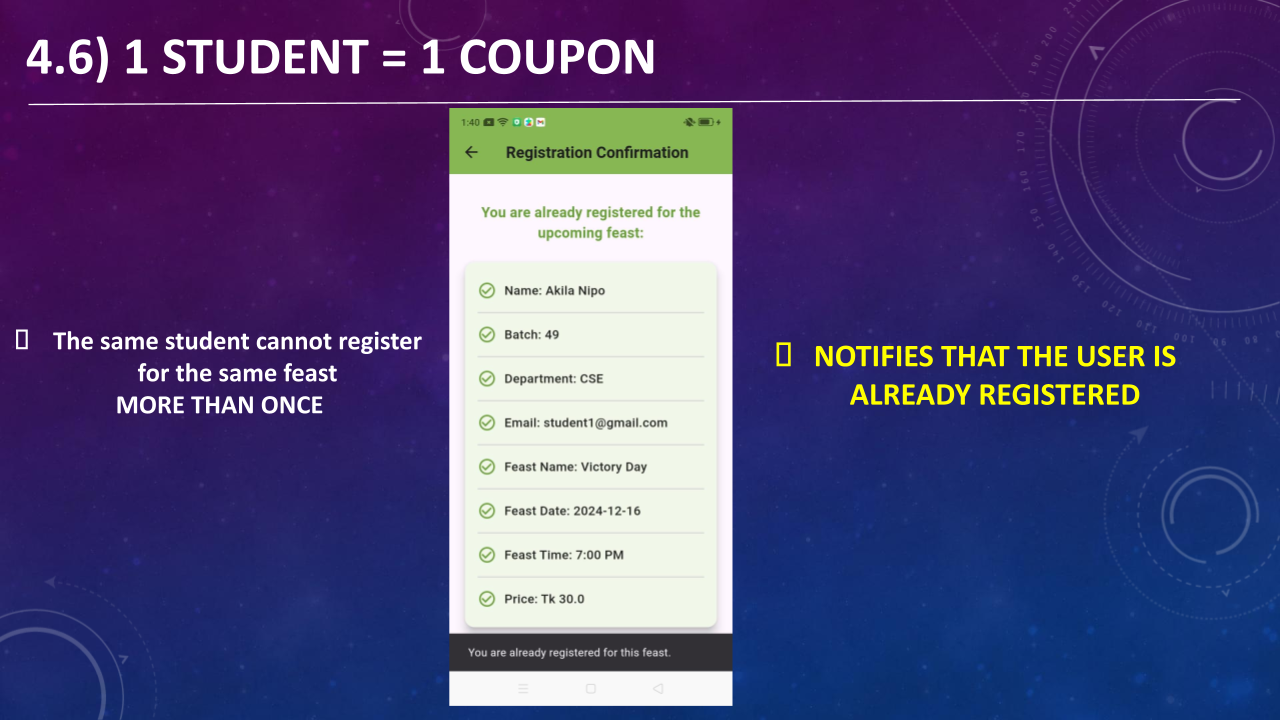 4.6) 1 STUDENT = 1 COUPON
The same student cannot register
for the same feast
MORE THAN ONCE
1:40
Registration Confirmation
You are already registered for the
upcoming feast:
Name: Akila Nipo
Batch: 49
Department: CSE
Email: student1@gmail.com
Feast Name: Victory Day
Feast Date: 2024-12-16
Feast Time: 7:00 PM
Price: Tk 30.0
You are already registered for this feast.
NOTIFIES THAT THE USER IS
ALREADY REGISTERED